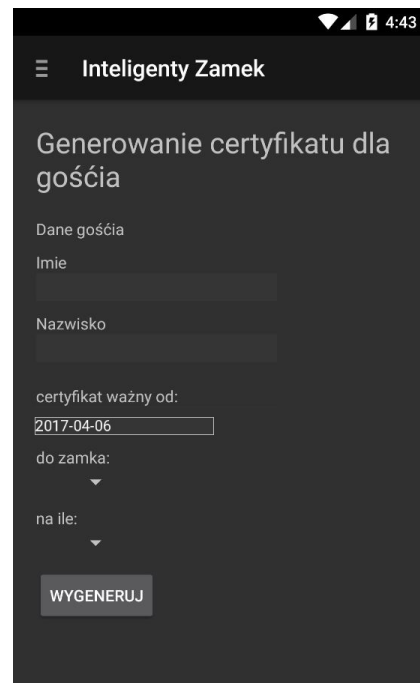 4:43
Inteligenty Zamek
Generowanie certyfikatu dla
gośćia
Dane gośćia
Imie
Nazwisko
certyfikat ważny od:
2017-04-06
do zamka:
na ile:
WYGENERUJ